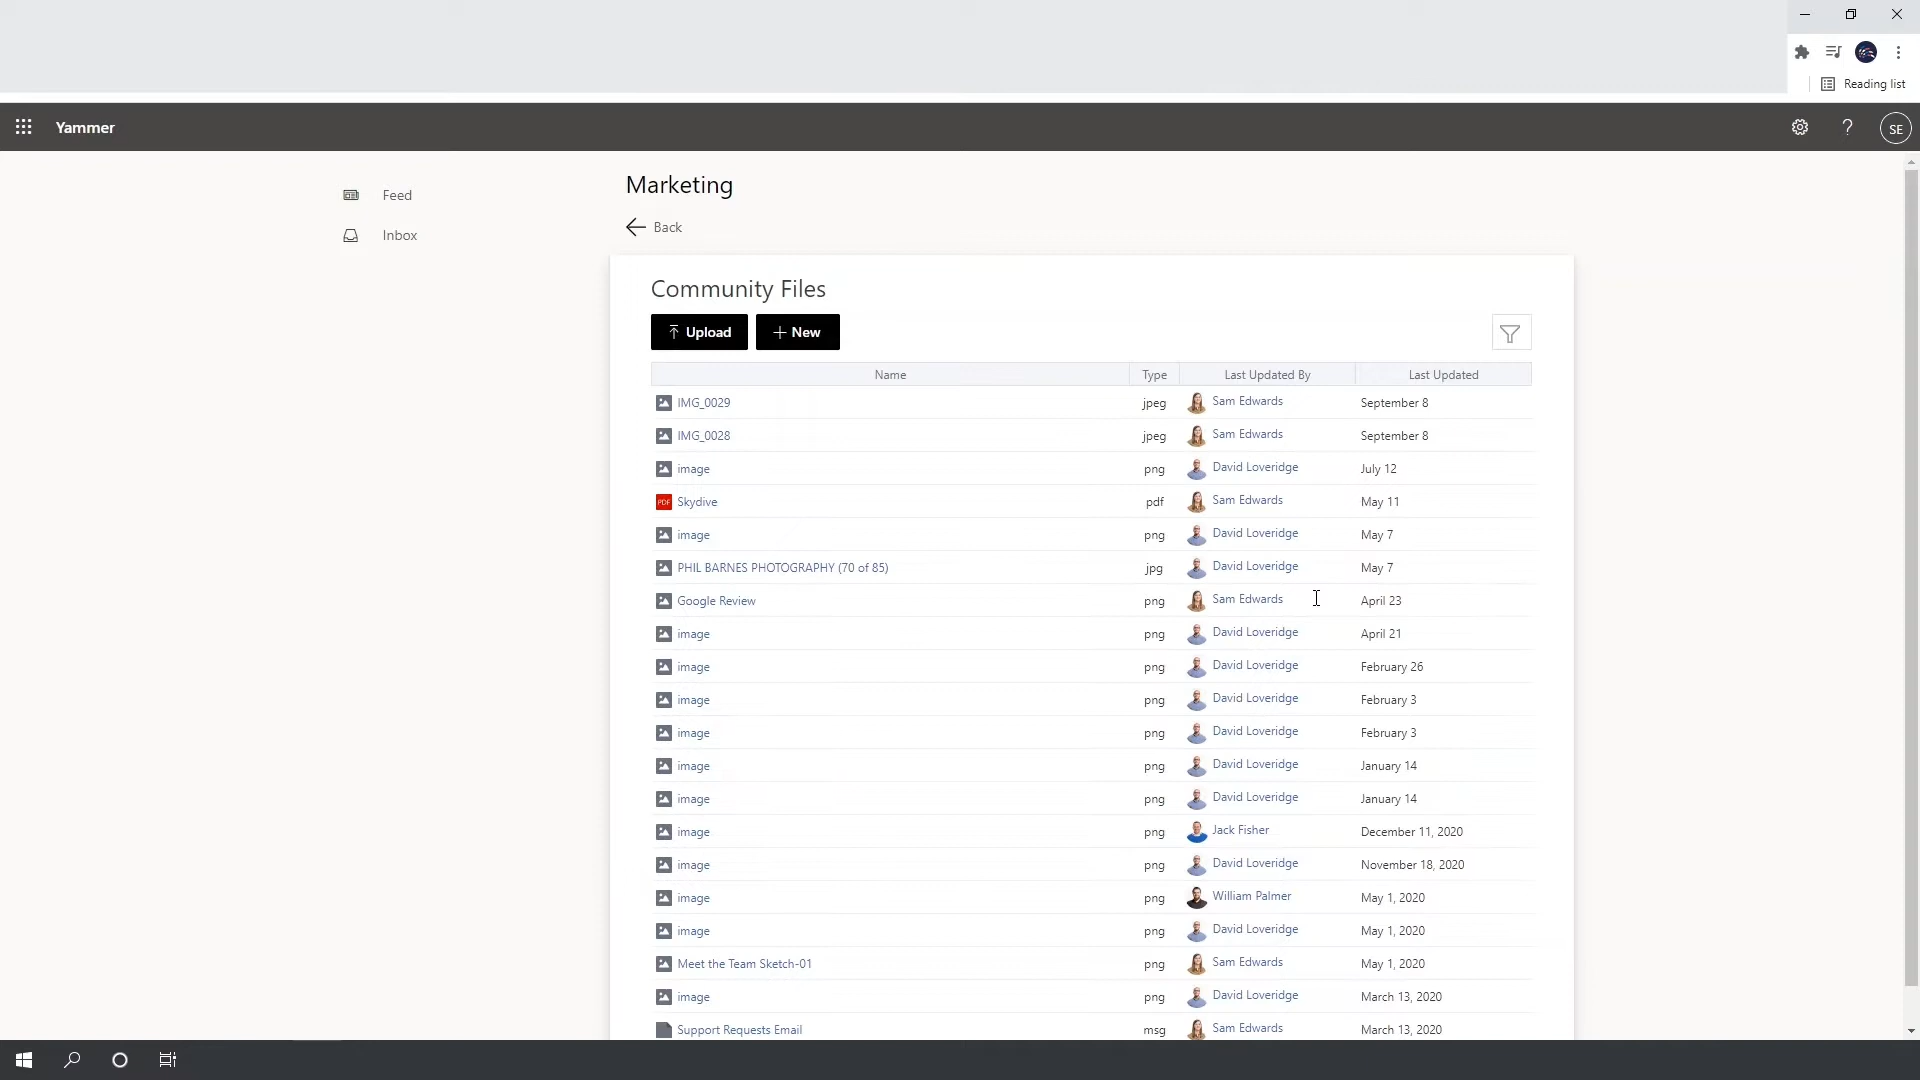 Reading list
Yammer
?
SE
Feed
Inbox
Marketing
Back
Community Files
Upload
New
Name Type Last Updated By Last Updated
IMG_0029 jpeg Sam Edwards September 8
IMG_0028 jpeg Sam Edwards September 8
image png David Loveridge July 12
PDF Skydive pdf Sam Edwards May 11
image png David Loveridge May 7
PHIL BARNES PHOTOGRAPHY (70 of 85) jpg David Loveridge May 7
Google Review png Sam Edwards April 23
image png David Loveridge April 21
image png David Loveridge February 26
image png David Loveridge February 3
image png David Loveridge February 3
image png David Loveridge January 14
image png David Loveridge January 14
image png Jack Fisher December 11, 2020
image png David Loveridge November 18, 2020
image png William Palmer May 1, 2020
image png David Loveridge May 1, 2020
Meet the Team Sketch-01 png Sam Edwards May 1, 2020
image png David Loveridge March 13, 2020
Support Requests Email msg Sam Edwards March 13, 2020